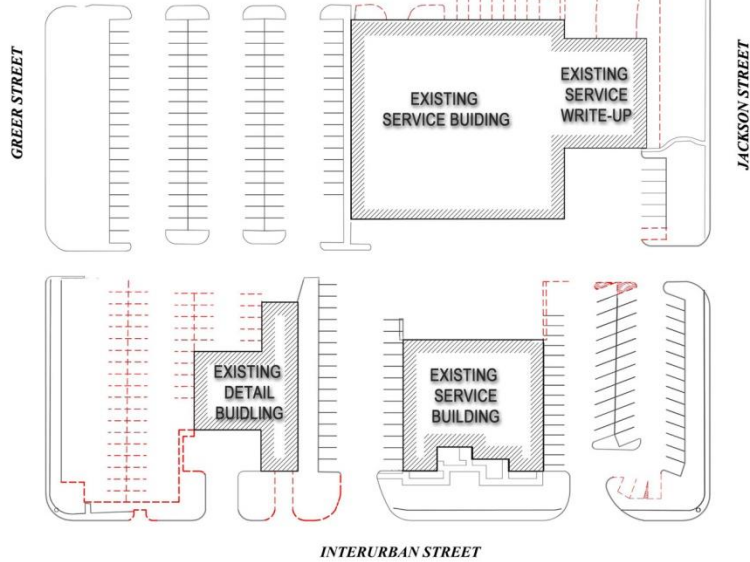 GREER STREET
EXISTING
SERVICE BUIDING
EXISTING
SERVICE
WRITE-UP
JACKSON STREET
EXISTING
DETAIL
BUIDLING
EXISTING
SERVICE
BUILDING
INTERURBAN STREET